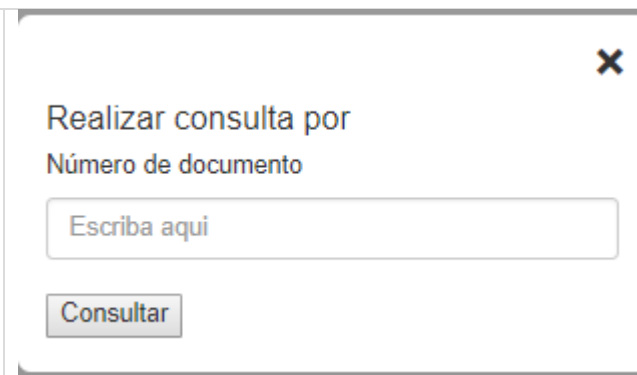 Realizar consulta por
Número de documento
Escriba aqui
Consultar